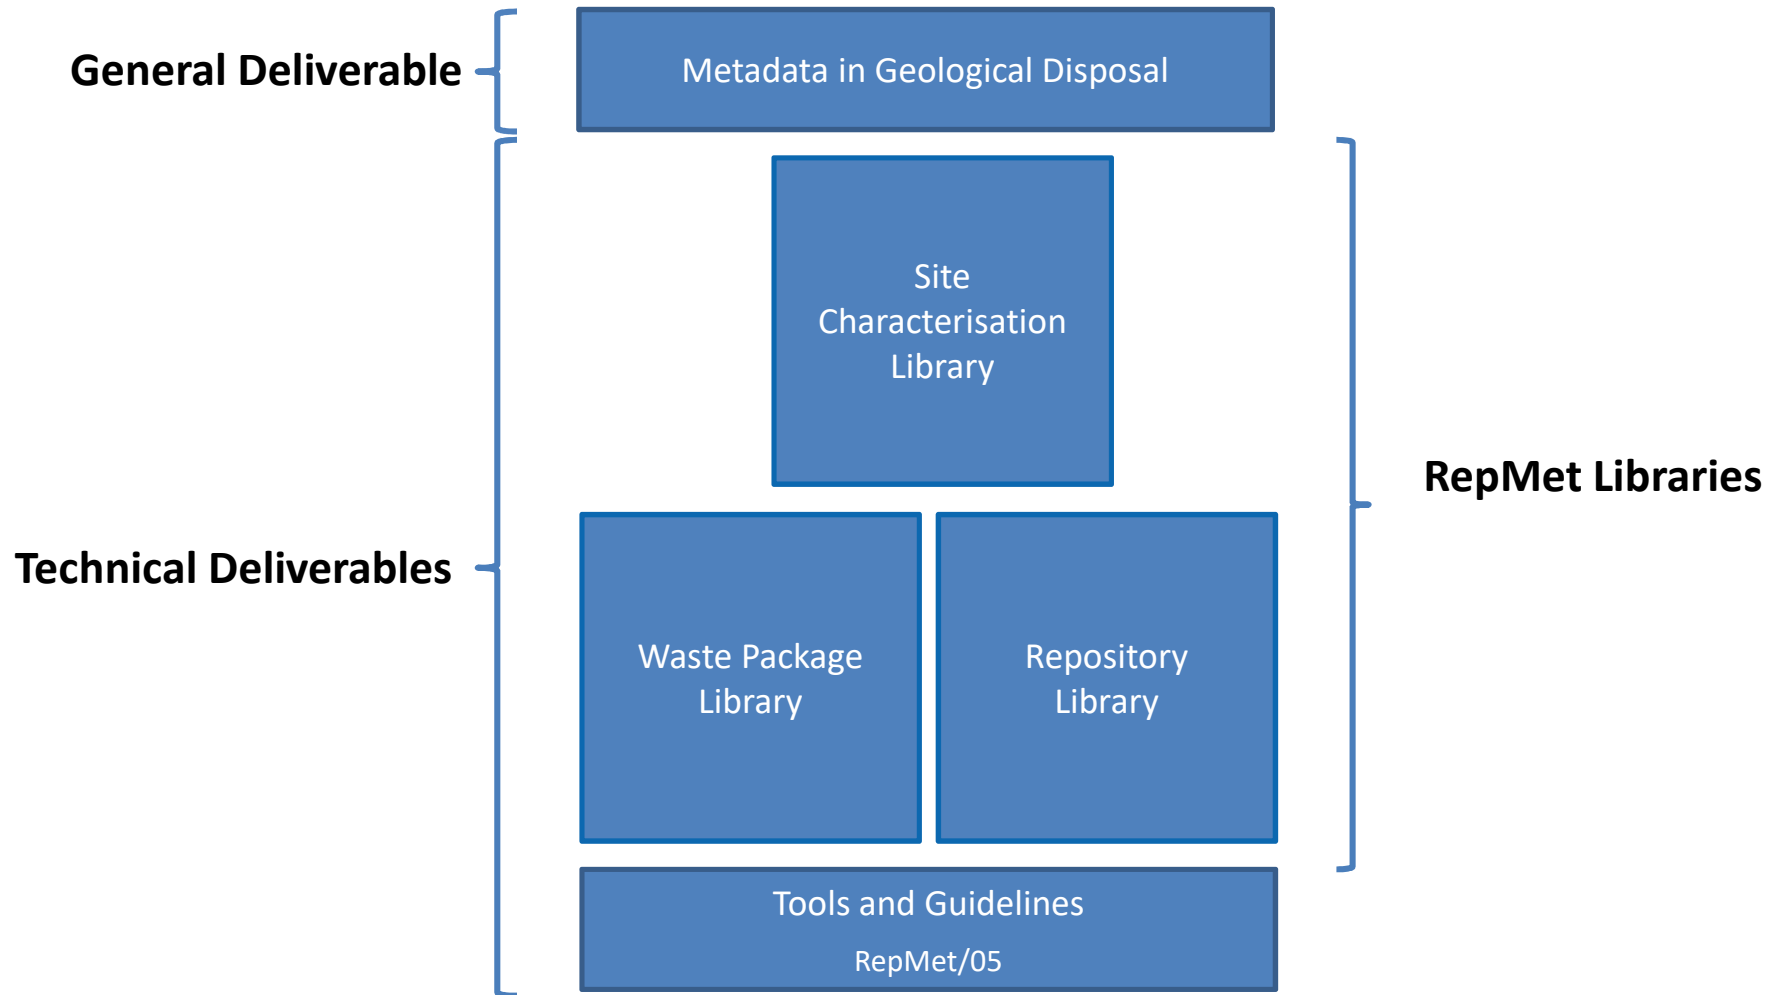 General Deliverable
Metadata in Geological Disposal
Site
Characterisation
Library
RepMet Libraries
Technical Deliverables
Waste Package
Library
Repository
Library
Tools and Guidelines
RepMet/05